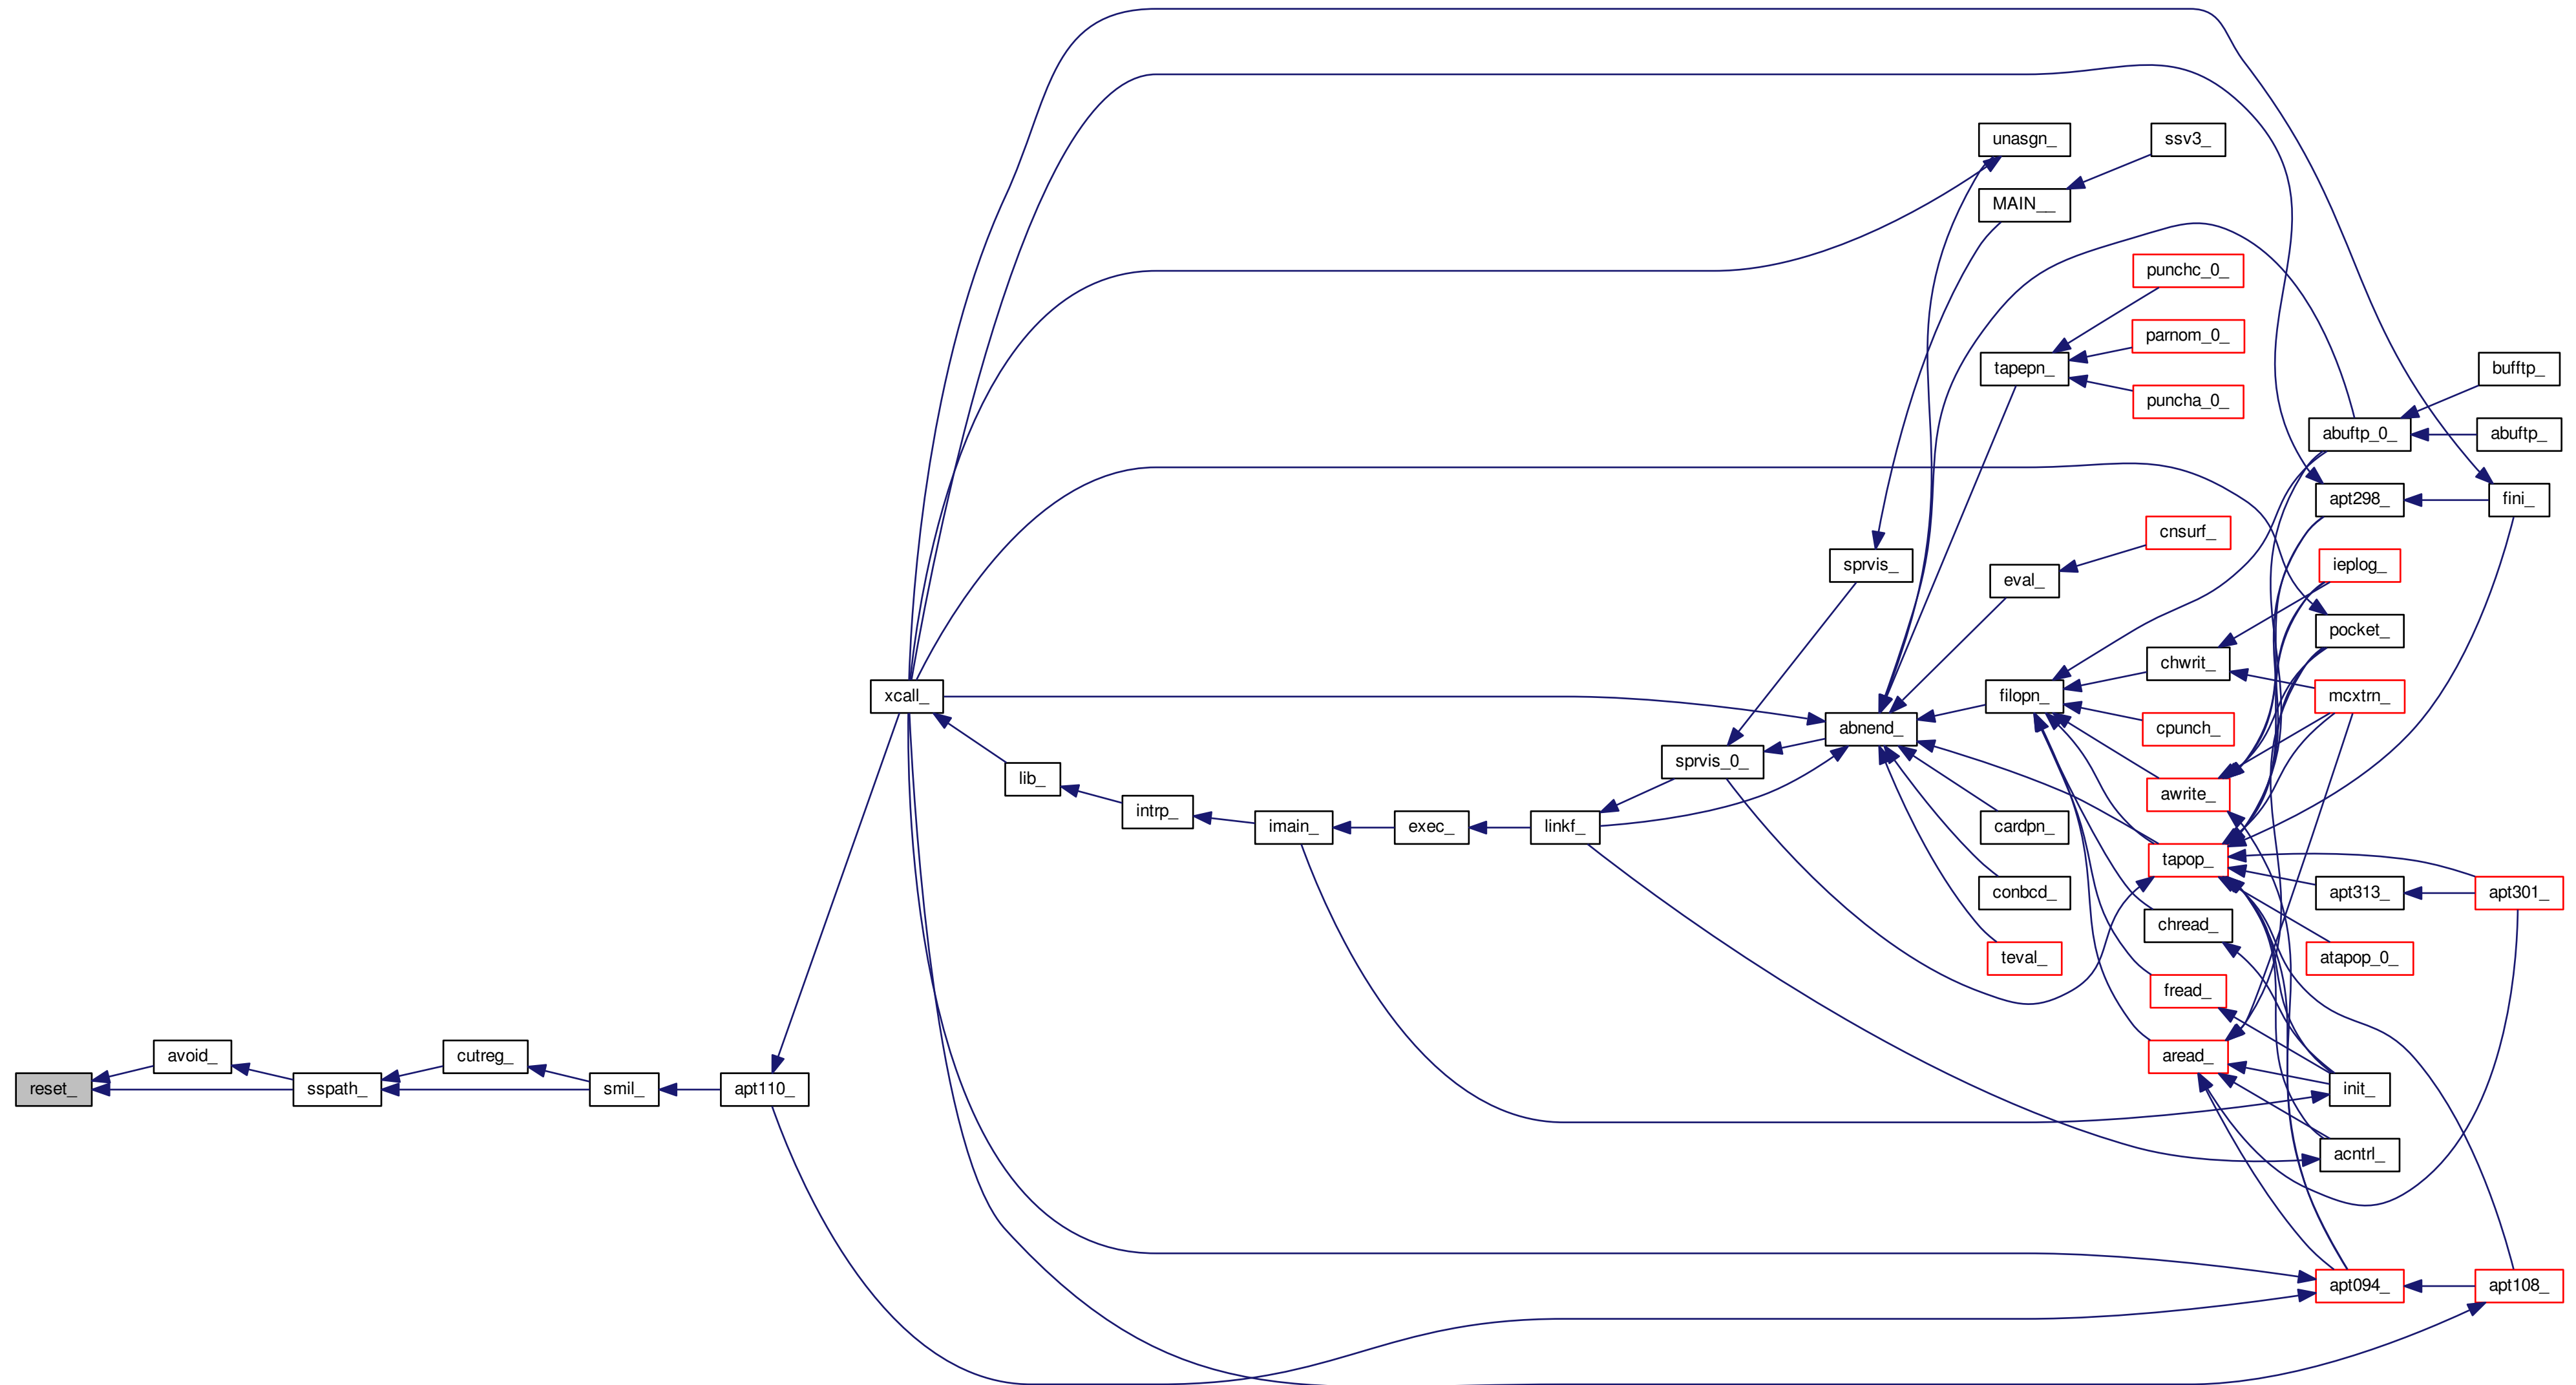 unasgn_
ssv3_
MAIN__
punchc_0_
parnom_0_
tapepn_
bufftp_
puncha_0_
abuftp_0_
abuftp_
apt298_
fini_
cnsurf_
sprvis_
ieplog_
eval_
pocket_
chwrit_
xcall_
filopn_
mcxtrn_
abnend_
cpunch_
sprvis_0_
lib_
awrite_
intrp_
imain_
exec_
linkf_
cardpn_
tapop_
conbcd_
apt313_
apt301_
chread_
teval_
atapop_0_
fread_
avoid_
cutreg_
aread_
reset_
sspath_
smil_
apt110_
init_
acntrl_
apt094_
apt108_